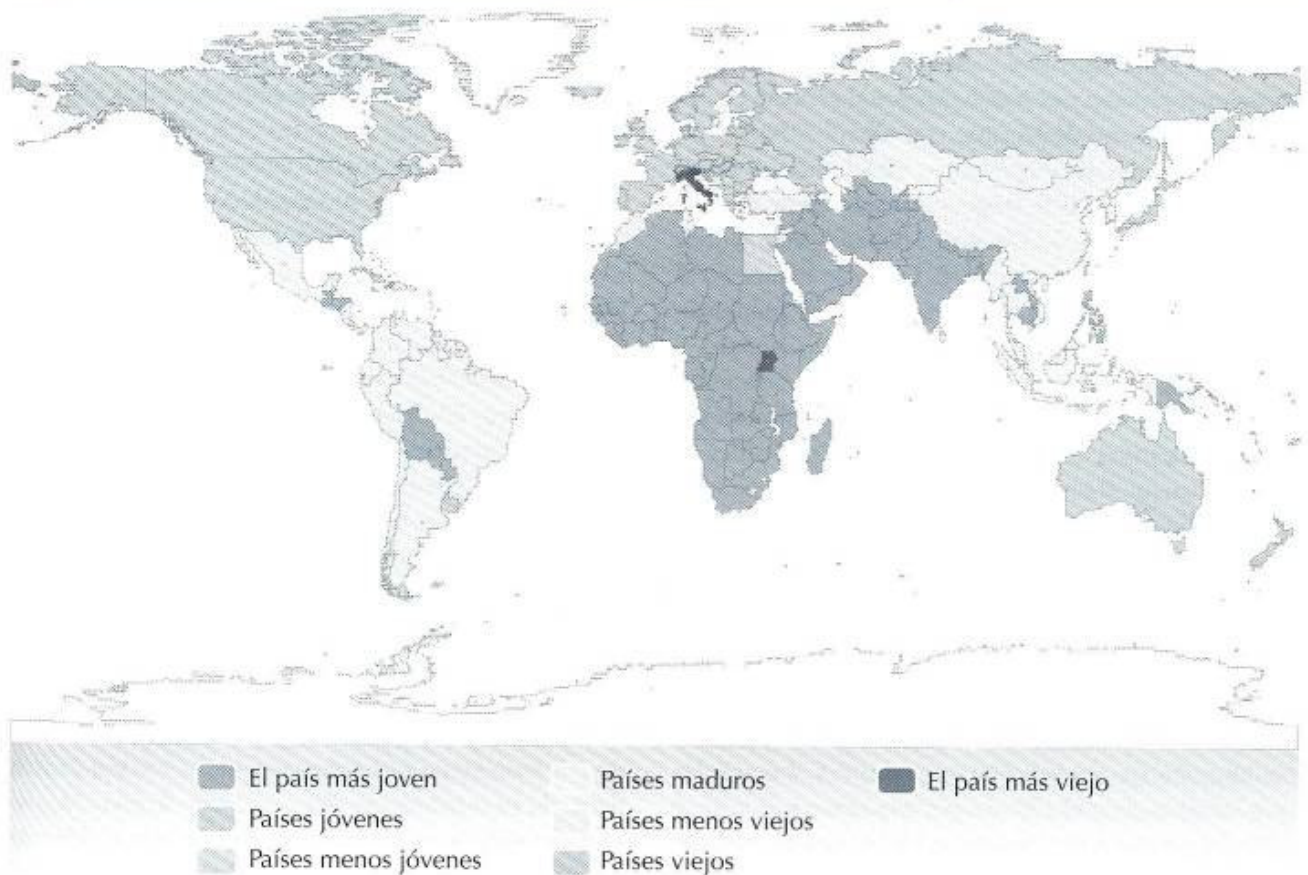 El país más joven
Países jóvenes
Países menos jóvenes
Países maduros
Países menos viejos
Países viejos
El país más viejo